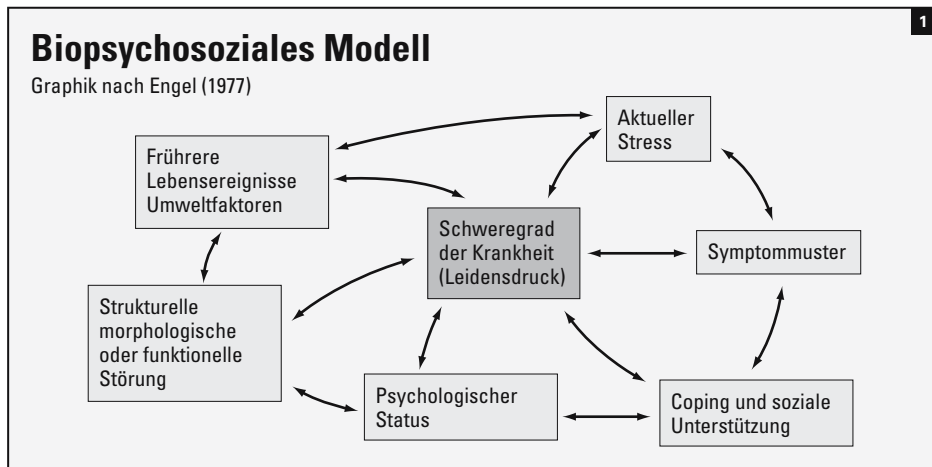 1
Biopsychosoziales Modell
Graphik nach Engel (1977)
Aktueller
Stress
Frührere
Lebensereignisse
Umweltfaktoren
Schweregrad
der Krankheit
(Leidensdruck)
Symptommuster
Strukturelle
morphologische
oder funktionelle
Störung
Psychologischer
Status
Coping und soziale
Unterstützung